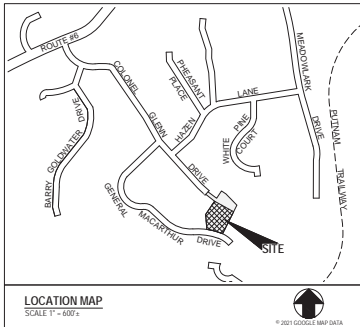 ROUTE #6
COLONEL
GLENN
DRIVE
PHEASANT
PLACE
HAZEN
LANE
MEADOWLARK
DRIVE
PUTNAM
TRAILWAY
WHITE
PINE
COURT
BARRY
GOLDWATER
DRIVE
GENERAL
MACARTHUR
DRIVE
SITE
LOCATION MAP
SCALE 1" = 600'±
© 2021 GOOGLE MAP DATA